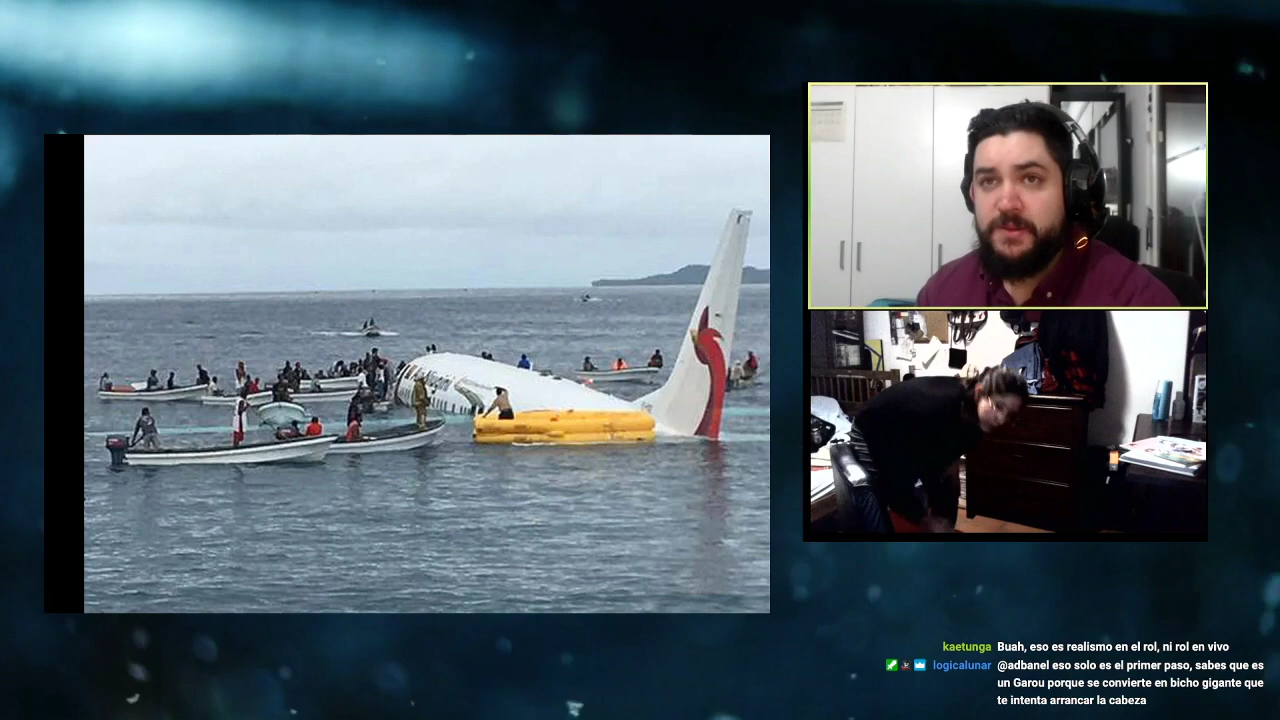 kaetunga Buah, eso es realismo en el rol, ni rol en vivo
logicalunar @adbanel eso solo es el primer paso, sabes que es
un Garou porque se convierte en bicho gigante que
te intenta arrancar la cabeza